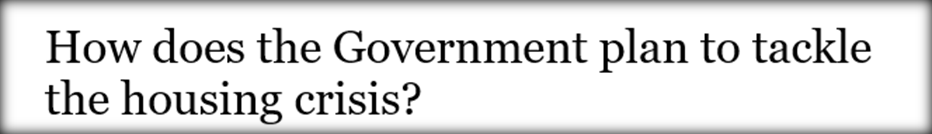 How does the Government plan to tackle
the housing crisis?